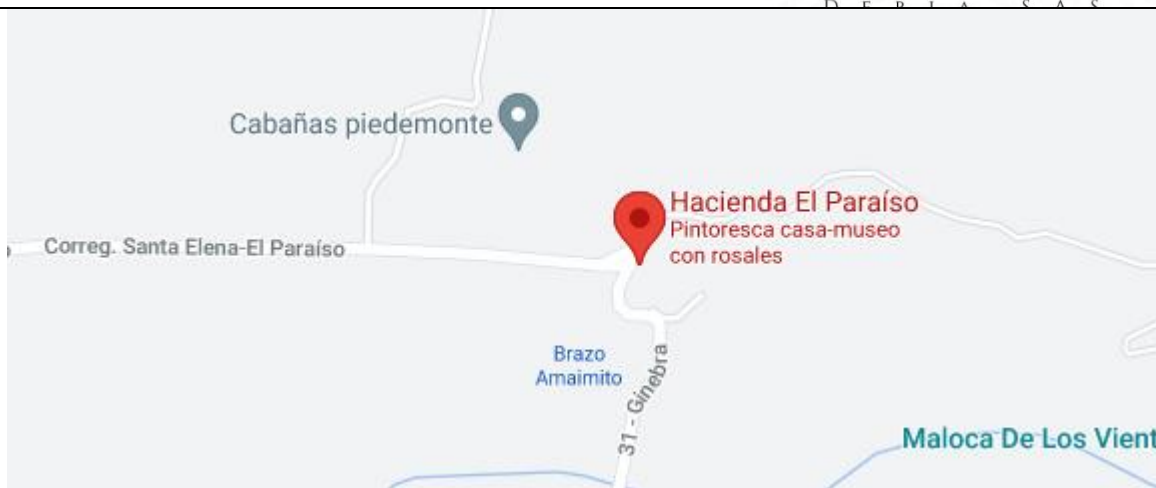 Cabañas piedemonte
Hacienda El Paraíso
Pintoresca casa-museo
con rosales
Correg. Santa Elena-El Paraíso
Brazo
Amaimito
31 - Ginebra
Maloca De Los Vient